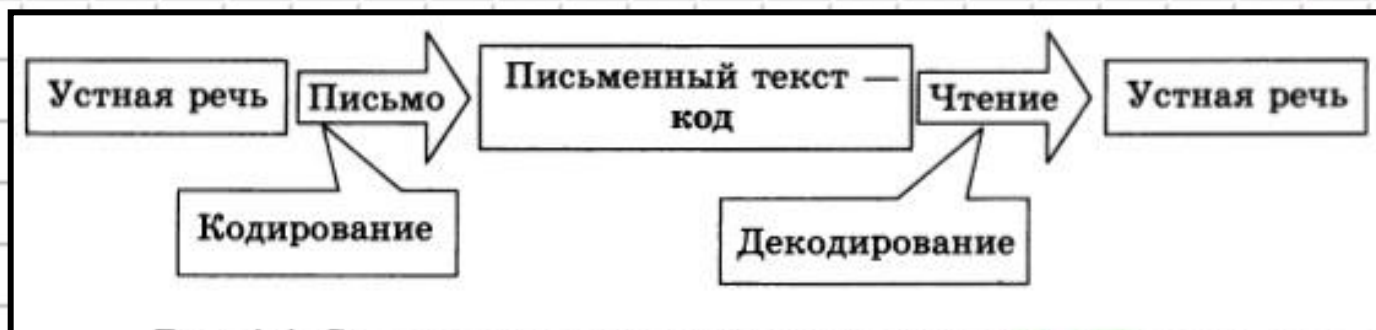 Устная речь
Письмо
Письменный текст —
код
Чтение
Устная речь
Кодирование
Декодирование